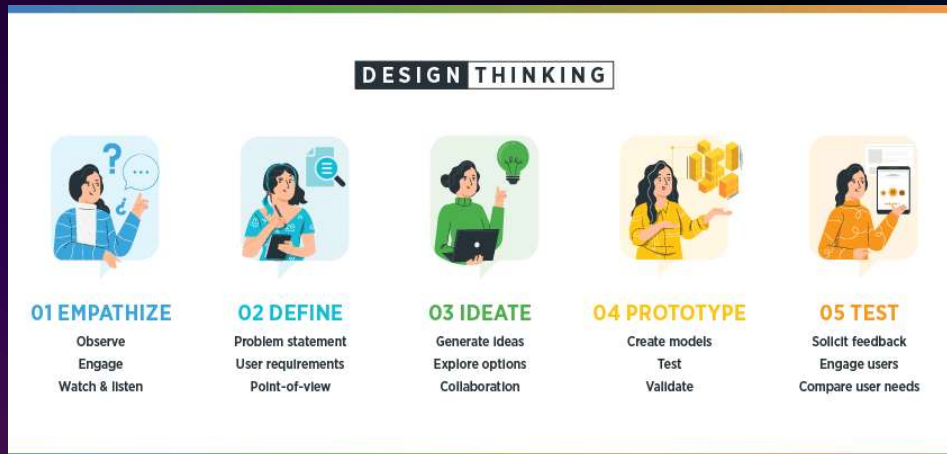 DESIGN THINKING
01 EMPATHIZE
Observe
Engage
Watch & listen
02 DEFINE
Problem statement
User requirements
Point-of-view
03 IDEATE
Generate ideas
Explore options
Collaboration
04 PROTOTYPE
Create models
Test
Validate
05 TEST
Solicit feedback
Engage users
Compare user needs